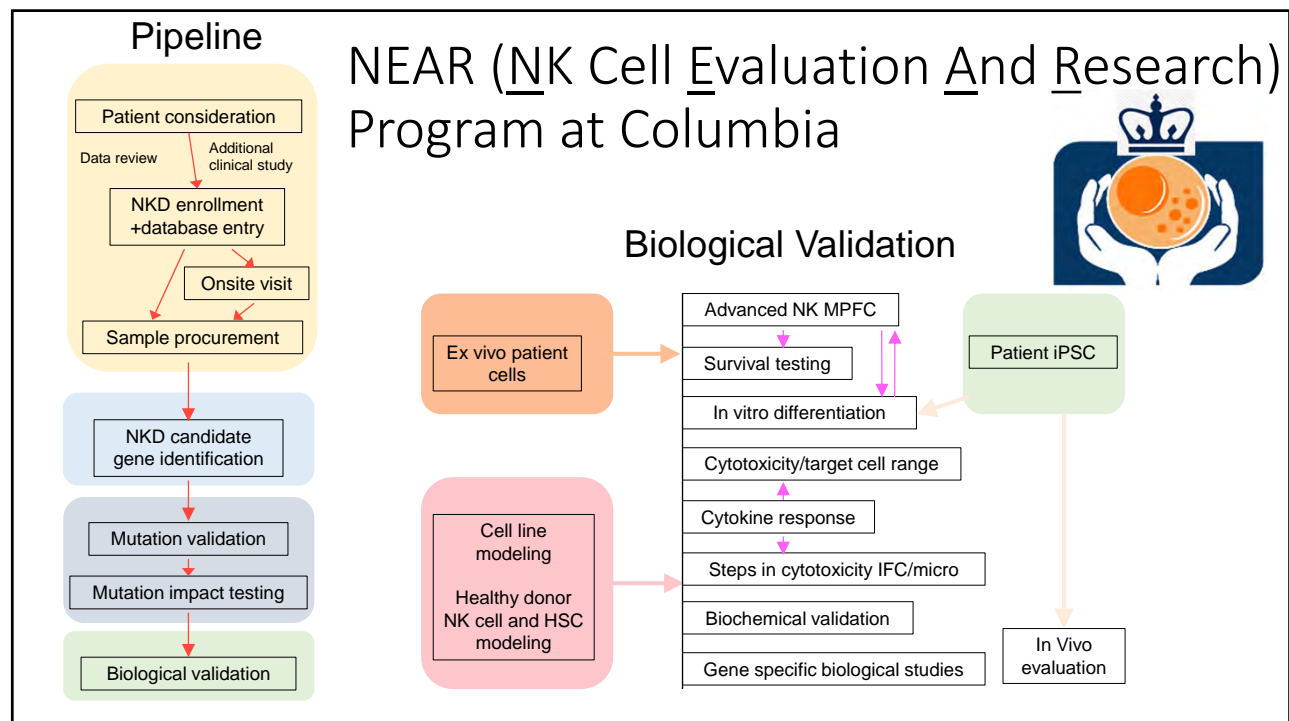 Pipeline
NEAR (NK Cell Evaluation And Research)
Program at Columbia
Patient consideration
Data review
Additional
clinical study
NKD enrollment
+database entry
Onsite visit
Sample procurement
NKD candidate
gene identification
Mutation validation
Mutation impact testing
Biological validation
Biological Validation
Ex vivo patient
cells
Cell line
modeling
Healthy donor
NK cell and HSC
modeling
Advanced NK MPFC
Survival testing
In vitro differentiation
Cytotoxicity/target cell range
Cytokine response
Steps in cytotoxicity IFC/micro
Biochemical validation
Gene specific biological studies
Patient iPSC
In Vivo
evaluation